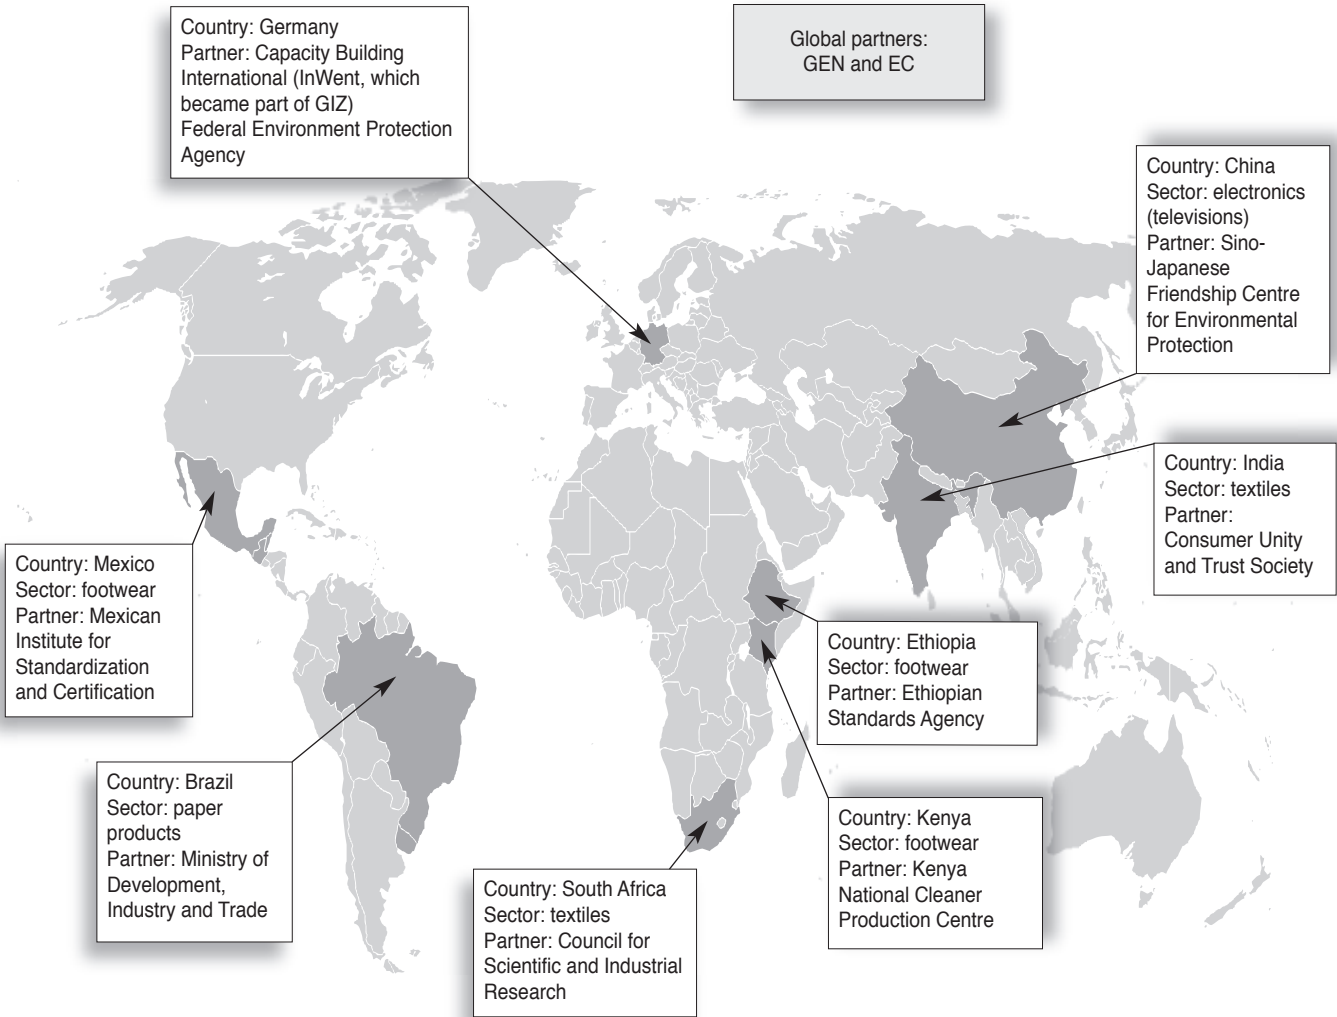 Country: Germany
Partner: Capacity Building
International (InWent, which
became part of GIZ)
Federal Environment Protection
Agency
Global partners:
GEN and EC
Country: China
Sector: electronics
(televisions)
Partner: Sino-
Japanese
Friendship Centre
for Environmental
Protection
Country: India
Sector: textiles
Partner:
Consumer Unity
and Trust Society
Country: Mexico
Sector: footwear
Partner: Mexican
Institute for
Standardization
and Certification
Country: Ethiopia
Sector: footwear
Partner: Ethiopian
Standards Agency
Country: Brazil
Sector: paper
products
Partner: Ministry of
Development,
Industry and Trade
Country: Kenya
Sector: footwear
Partner: Kenya
National Cleaner
Production Centre
Country: South Africa
Sector: textiles
Partner: Council for
Scientific and Industrial
Research